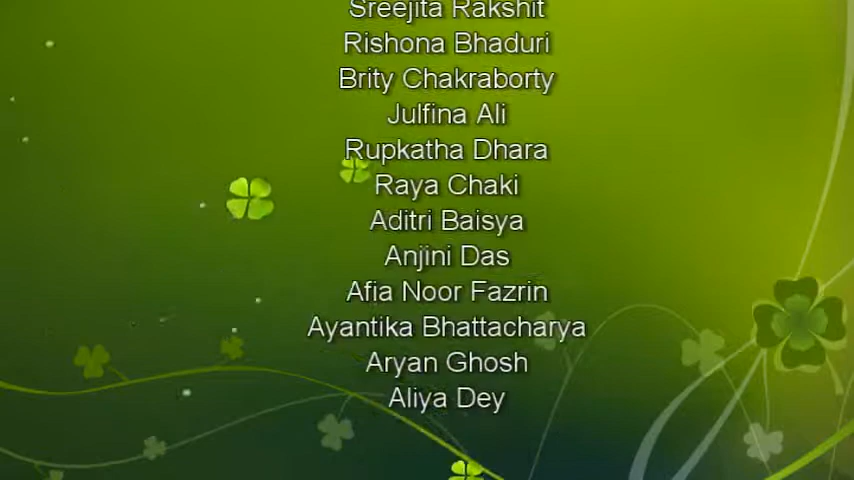 Sreejita Rakshit
Rishona Bhaduri
Brity Chakraborty
Julfina Ali
Rupkatha Dhara
Raya Chaki
Aditri Baisya
Anjini Das
Afia Noor Fazrin
Ayantika Bhattacharya
Aryan Ghosh
Aliya Dey